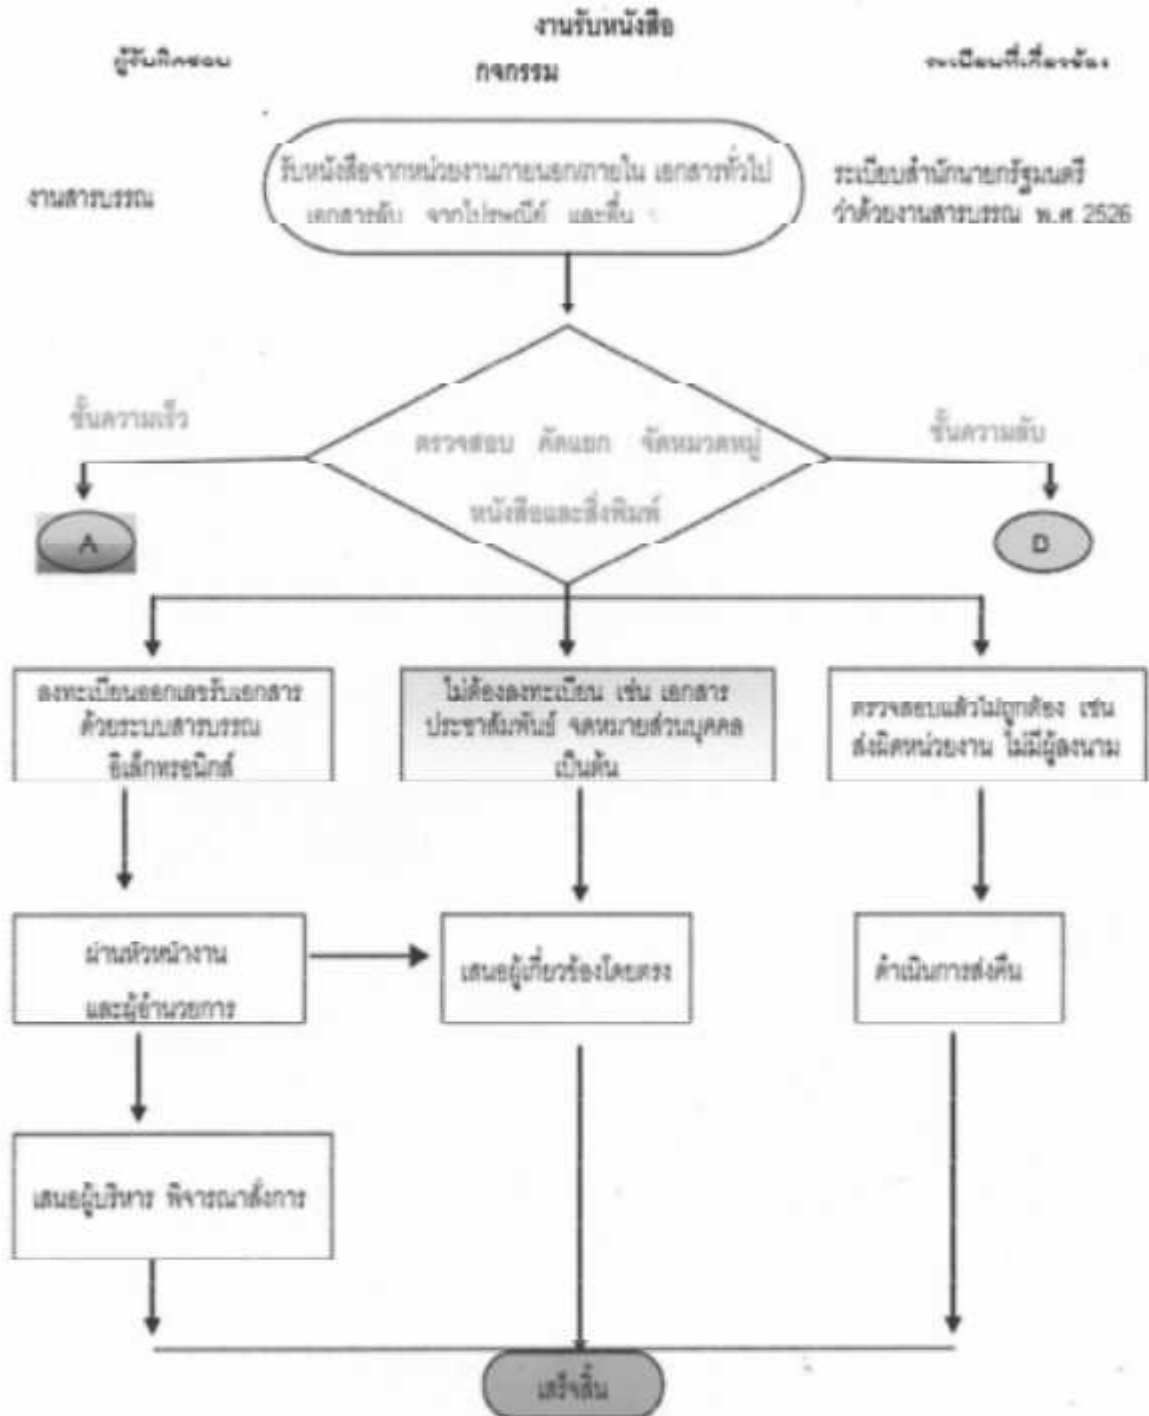 งานรับหนังสือ
ผู้รับผิดชอบ
กจกรรม
ระเบียบที่เกี่ยวข้อง
งานสารบรรณ
รับหนังสือจากหน่วยงานภายนอก/ภายใน เอกสารทั่วไป
เอกสารลับ จากไปรษณีย์ และอื่น
ระเบียบสำนักนายกรัฐมนตรี
ว่าด้วยงานสารบรรณ พ.ศ 2526
ชั้นความเร็ว
ตรวจสอบ คัดแยก จัดหมวดหมู่
หนังสือและสิ่งพิมพ์
ชั้นความลับ
A
D
ลงทะเบียนออกเลขรับเอกสาร
ด้วยระบบสารบรรณ
อิเล็กทรอนิกส์
ไม่ต้องลงทะเบียน เช่น เอกสาร
ประชาสัมพันธ์ จดหมายส่วนบุคคล
เป็นต้น
ตรวจสอบแล้วไม่ถูกต้อง เช่น
ส่งผิดหน่วยงาน ไม่มีผู้ลงนาม
ผ่านหัวหน้างาน
และผู้อำนวยการ
เสนอผู้เกี่ยวข้องโดยตรง
ดำเนินการส่งคืน
เสนอผู้บริหาร พิจารณาสั่งการ
เสร็จสิ้น